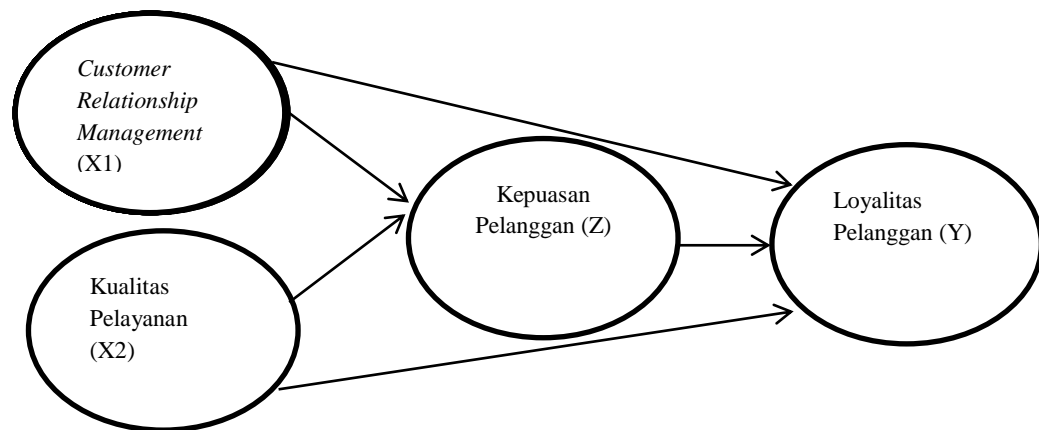 Customer
Relationship
Management
(X1)
Kepuasan
Pelanggan (Z)
Loyalitas
Pelanggan (Y)
Kualitas
Pelayanan
(X2)